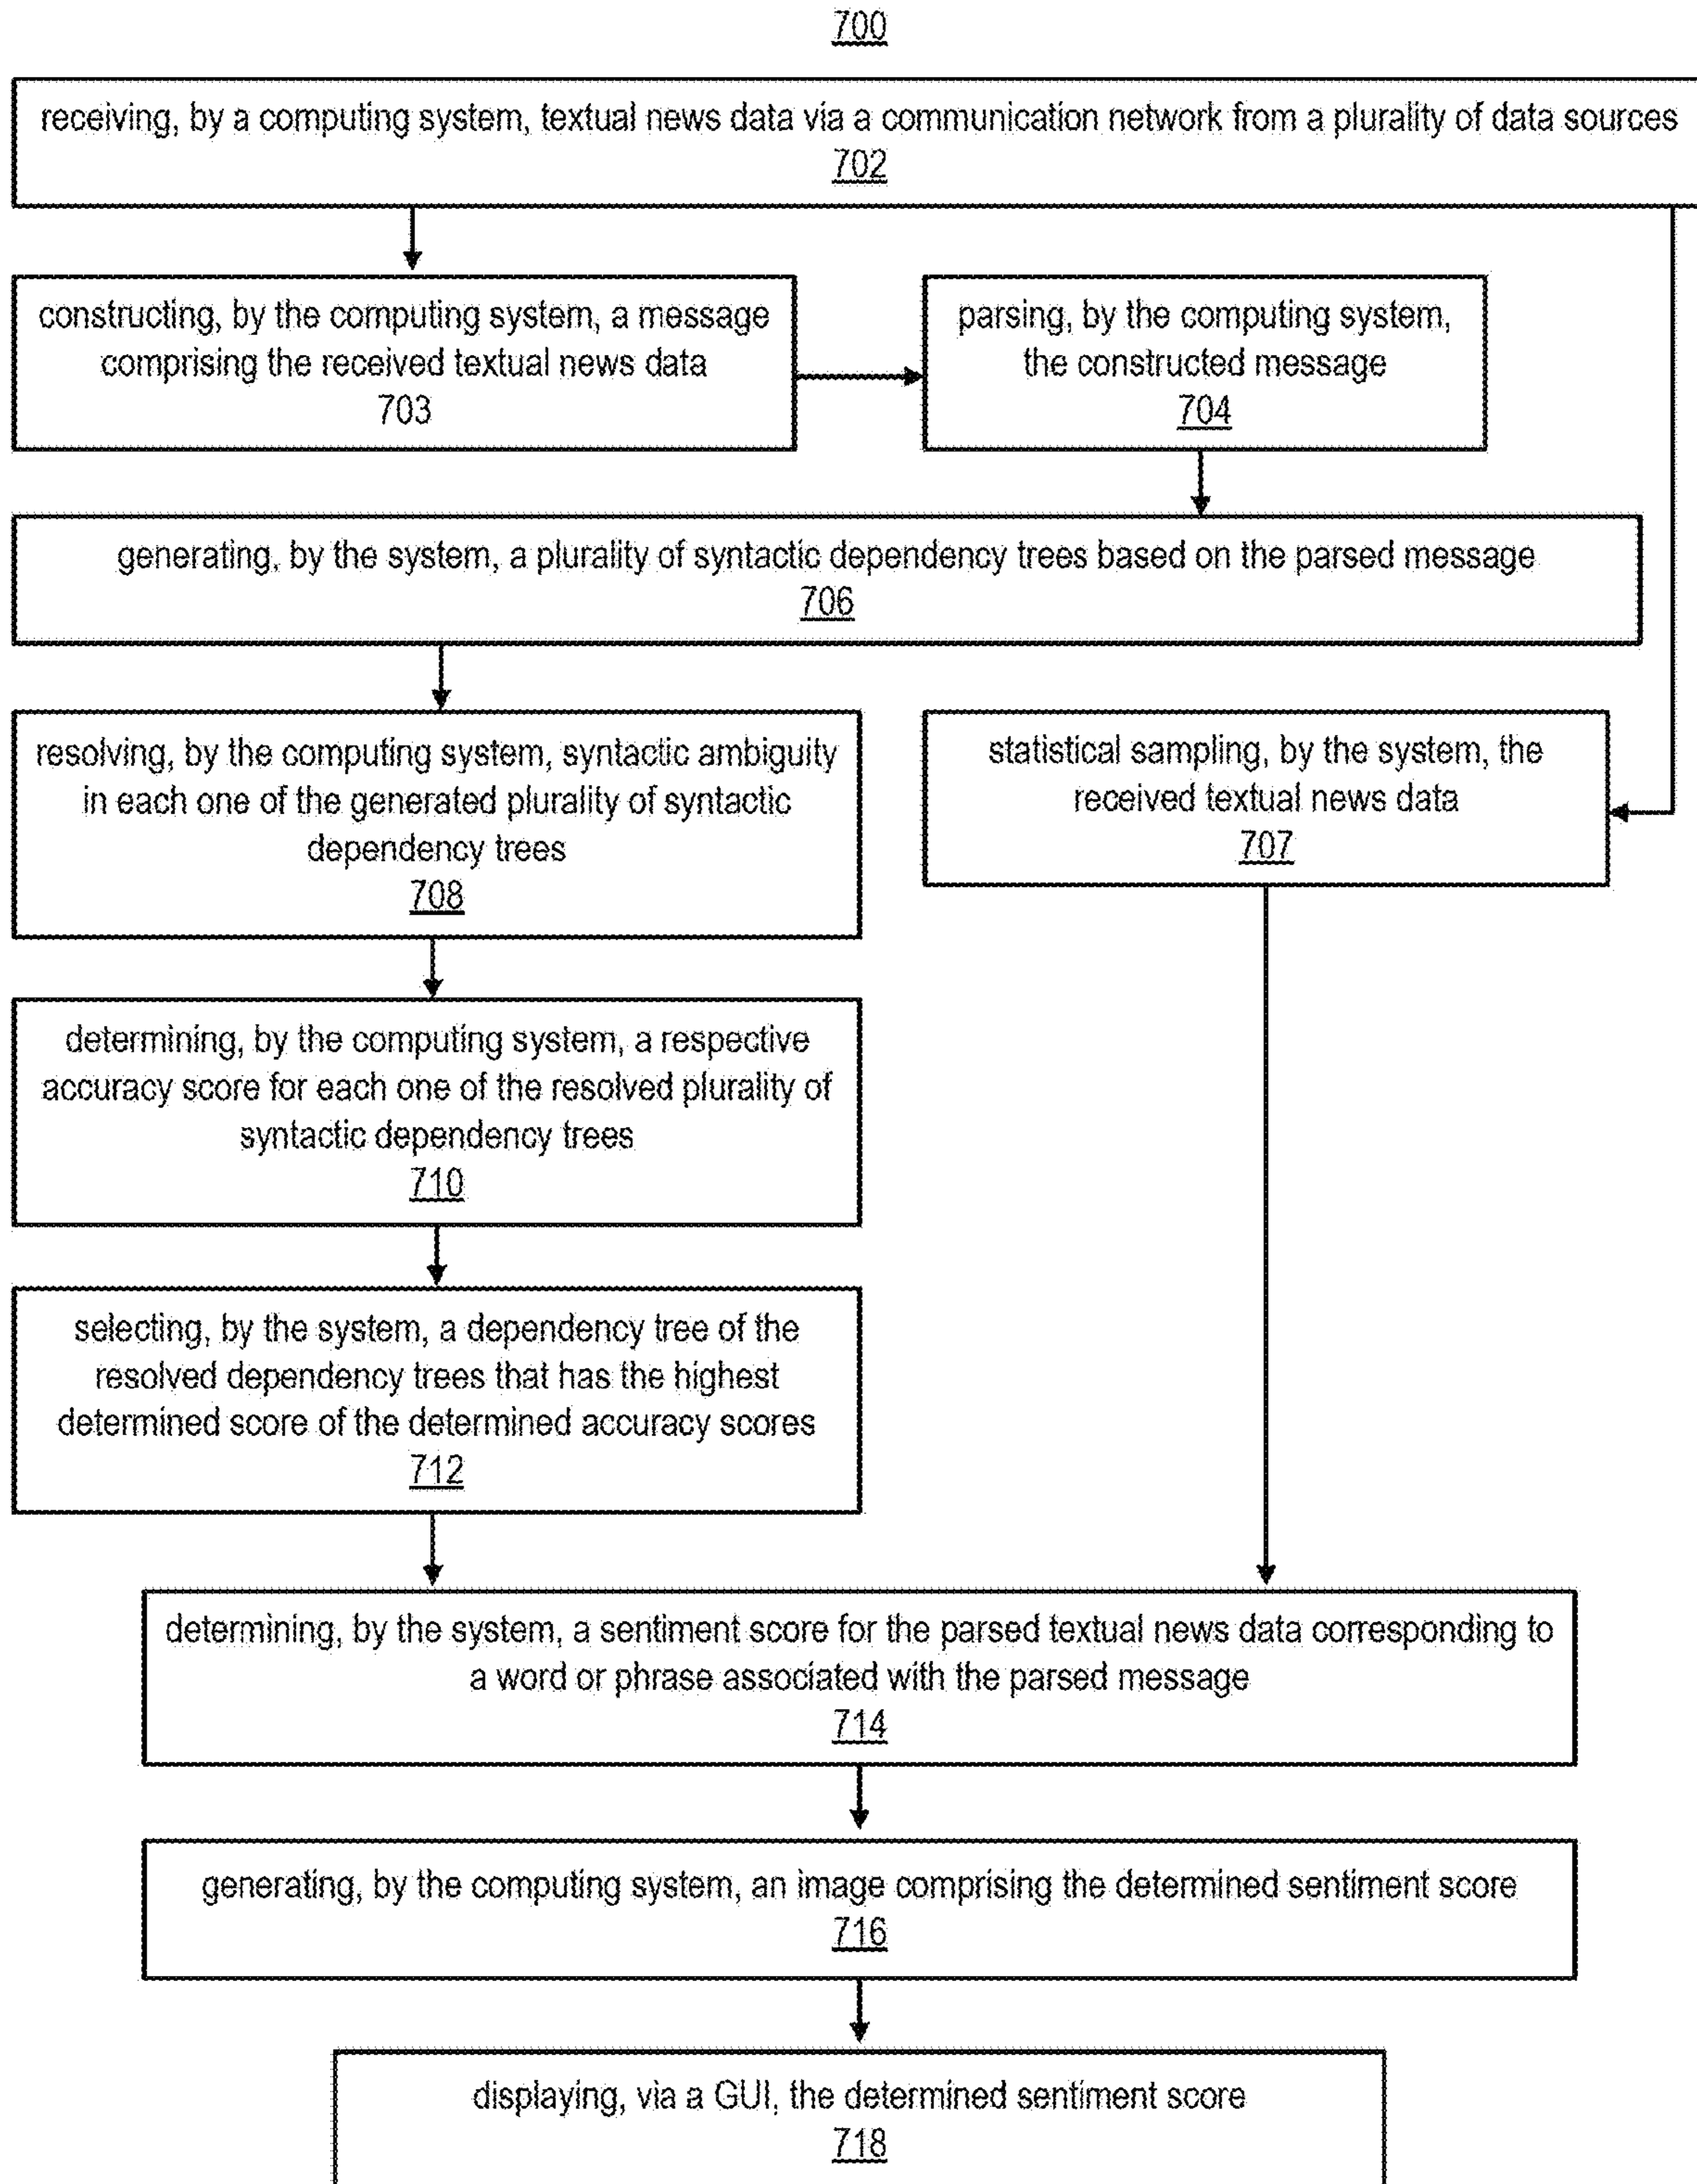 700
receiving, by a computing system, textual news data via a communication network from a plurality of data sources
702
constructing, by the computing system, a message
comprising the received textual news data
703
parsing, by the computing system,
the constructed message
704
generating, by the system, a plurality of syntactic dependency trees based on the parsed message
706
resolving, by the computing system, syntactic ambiguity
in each one of the generated plurality of syntactic
dependency trees
708
statistical sampling, by the system, the
received textual news data
707
determining, by the computing system, a respective
accuracy score for each one of the resolved plurality of
syntactic dependency trees
710
selecting, by the system, a dependency tree of the
resolved dependency trees that has the highest
determined score of the determined accuracy scores
712
determining, by the system, a sentiment score for the parsed textual news data corresponding to
a word or phrase associated with the parsed message
714
generating, by the computing system, an image comprising the determined sentiment score
716
displaying, via a GUI, the determined sentiment score
718